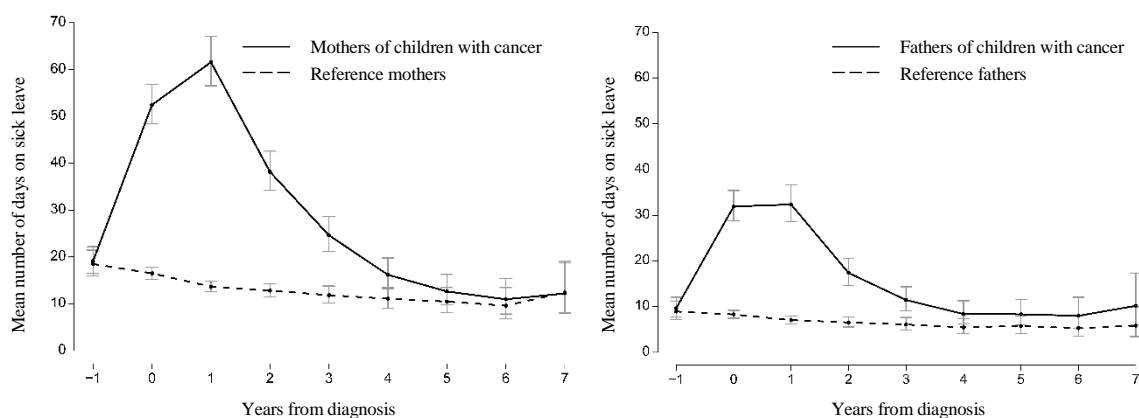 70
60
50
40
30
20
10
0
Mean number of days on sick leave
Mothers of children with cancer
Reference mothers
−1 0 1 2 3 4 5 6 7
Years from diagnosis
70
60
50
40
30
20
10
0
Mean number of days on sick leave
Fathers of children with cancer
Reference fathers
−1 0 1 2 3 4 5 6 7
Years from diagnosis